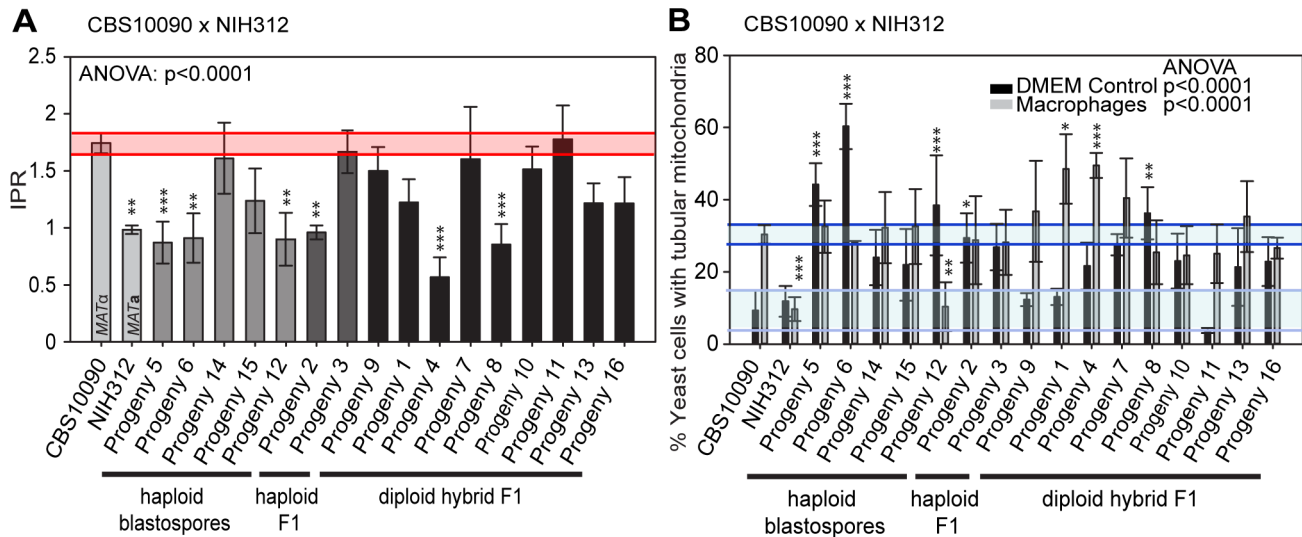 A
CBS10090 x NIH312
ANOVA: p<0.0001
IPR
2.5
2
1.5
1
0.5
0
** *** ** ** ** *** ***
MATα
MATa
CBS10090
NIH312
Progeny 5
Progeny 6
Progeny 14
Progeny 15
Progeny 12
Progeny 2
Progeny 3
Progeny 9
Progeny 1
Progeny 4
Progeny 7
Progeny 8
Progeny 10
Progeny 11
Progeny 13
Progeny 16
haploid
blastospores
haploid
F1
diploid hybrid F1
B
CBS10090 x NIH312
ANOVA
DMEM Control p<0.0001
Macrophages p<0.0001
% Yeast cells with tubular mitochondria
80
60
40
20
0
*** *** *** ** ** * * *** **
CBS10090
NIH312
Progeny 5
Progeny 6
Progeny 14
Progeny 15
Progeny 12
Progeny 2
Progeny 3
Progeny 9
Progeny 1
Progeny 4
Progeny 7
Progeny 8
Progeny 10
Progeny 11
Progeny 13
Progeny 16
haploid
blastospores
haploid
F1
diploid hybrid F1